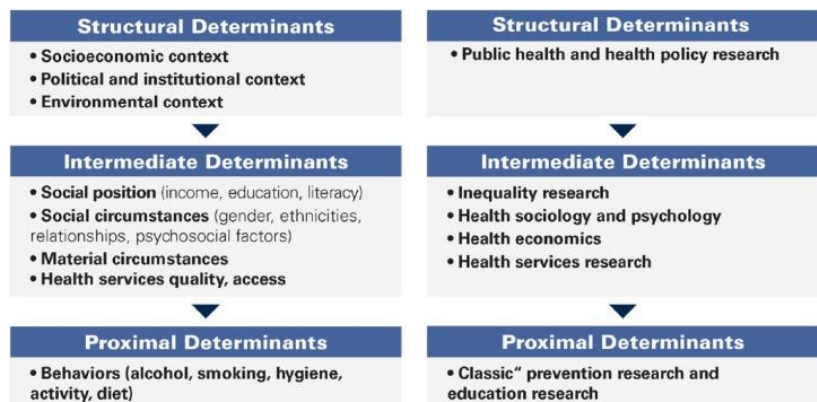 Structural Determinants
• Socioeconomic context
• Political and institutional context
• Environmental context
Intermediate Determinants
• Social position (income, education, literacy)
• Social circumstances (gender, ethnicities,
relationships, psychosocial factors)
• Material circumstances
• Health services quality, access
Proximal Determinants
• Behaviors (alcohol, smoking, hygiene,
activity, diet)
Structural Determinants
• Public health and health policy research
Intermediate Determinants
• Inequality research
• Health sociology and psychology
• Health economics
• Health services research
Proximal Determinants
• Classic“ prevention research and
education research